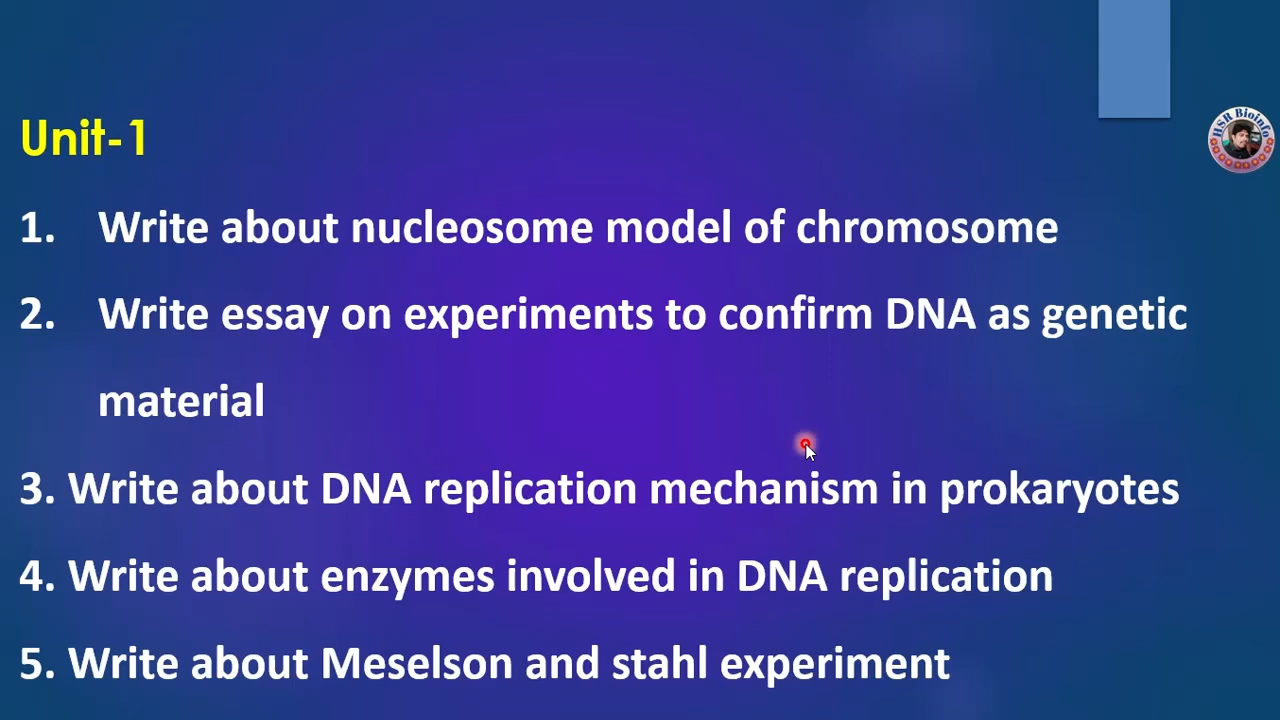 Unit-1
HSR Bioinfo
1. Write about nucleosome model of chromosome
2. Write essay on experiments to confirm DNA as genetic
material
3. Write about DNA replication mechanism in prokaryotes
4. Write about enzymes involved in DNA replication
5. Write about Meselson and stahl experiment